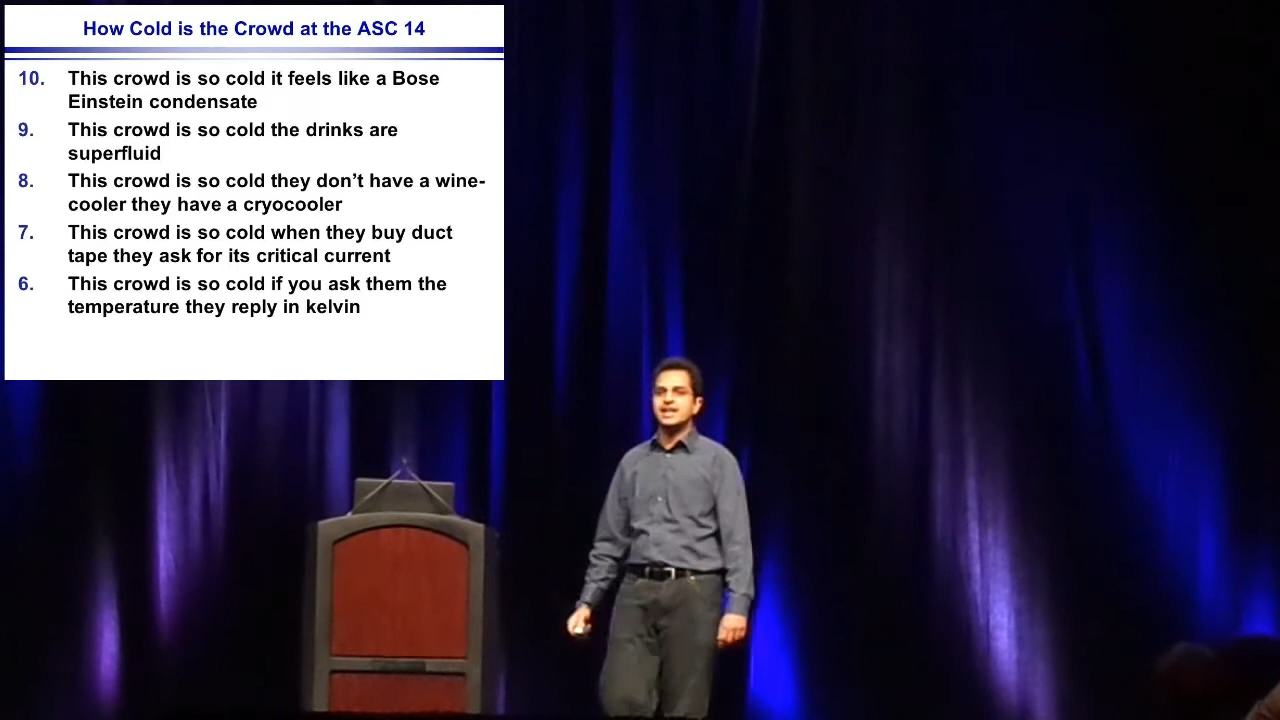 How Cold is the Crowd at the ASC 14
10. This crowd is so cold it feels like a Bose
Einstein condensate
9. This crowd is so cold the drinks are
superfluid
8. This crowd is so cold they don’t have a wine-
cooler they have a cryocooler
7. This crowd is so cold when they buy duct
tape they ask for its critical current
6. This crowd is so cold if you ask them the
temperature they reply in kelvin